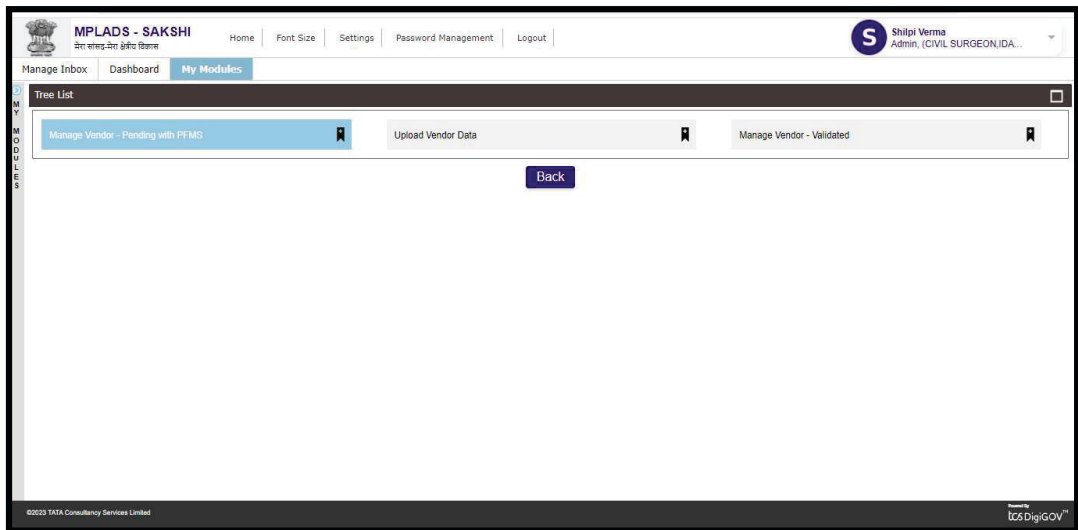 MPLADS - SAKSHI
मेरा सांसद-मेरा क्षेत्रीय विकास
Home Font Size Settings Password Management Logout
S
Shilpi Verma
Admin, (CIVIL SURGEON,IDA...
Manage Inbox Dashboard My Modules
MY MODULES
Tree List
Manage Vendor - Pending with PFMS Upload Vendor Data Manage Vendor - Validated
Back
©2023 TATA Consultancy Services Limited
Powered By
tcs DigiGOV™